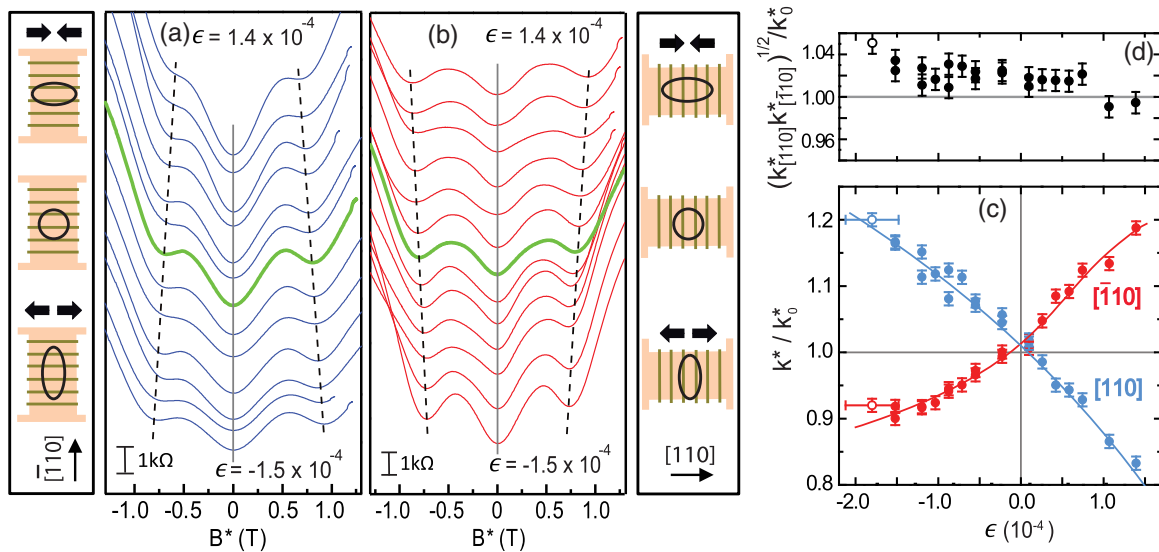 (a)
ϵ = 1.4 x 10⁻⁴
1kΩ
ϵ = -1.5 x 10⁻⁴
-1.0 -0.5 0.0 0.5 1.0
B* (T)
[1̄10]
(b)
ϵ = 1.4 x 10⁻⁴
1kΩ
ϵ = -1.5 x 10⁻⁴
-1.0 -0.5 0.0 0.5 1.0
B* (T)
[110]
(d)
1.04
1.00
0.96
(k*[110]k*[1̄10])^1/2/k*₀
(c)
1.2
1.1
1.0
0.9
0.8
k* / k*₀
[1̄10]
[110]
-2.0 -1.0 0.0 1.0
ϵ (10⁻⁴)